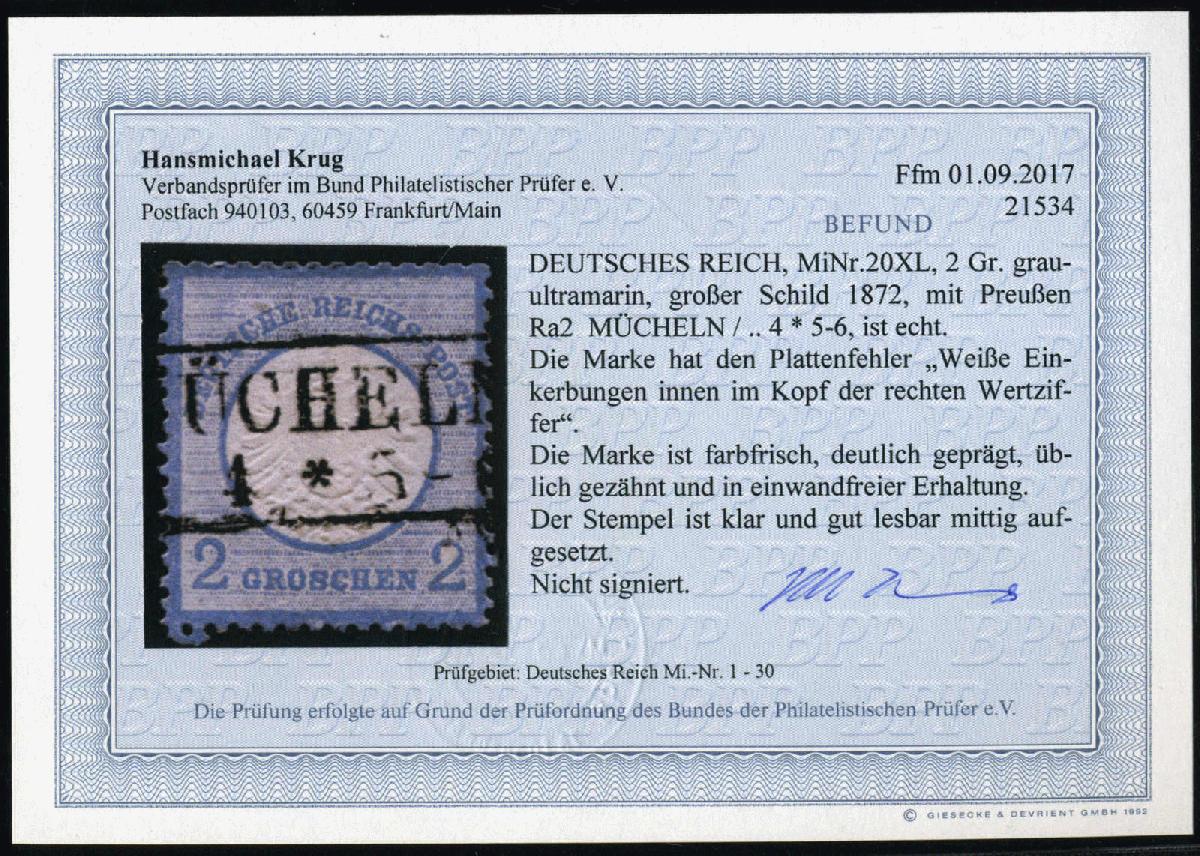 Hansmichael Krug
Verbandsprüfer im Bund Philatelistischer Prüfer e. V.
Postfach 940103, 60459 Frankfurt/Main
Ffm 01.09.2017
21534
BEFUND
DEUTSCHES REICH, MiNr.20XL, 2 Gr. grau-
ultramarin, großer Schild 1872, mit Preußen
Ra2 MÜCHELN / .. 4 * 5-6, ist echt.
Die Marke hat den Plattenfehler „Weiße Ein-
kerbungen innen im Kopf der rechten Wertzif-
fer“.
Die Marke ist farbfrisch, deutlich geprägt, üb-
lich gezähnt und in einwandfreier Erhaltung.
Der Stempel ist klar und gut lesbar mittig auf-
gesetzt.
Nicht signiert.
REICHS-POST
ÜCHELN
4 * 5 -
2 GROSCHEN 2
Prüfgebiet: Deutsches Reich Mi.-Nr. 1 - 30
Die Prüfung erfolgte auf Grund der Prüfordnung des Bundes der Philatelistischen Prüfer e.V.
© GIESECKE & DEVRIENT GMBH 1992